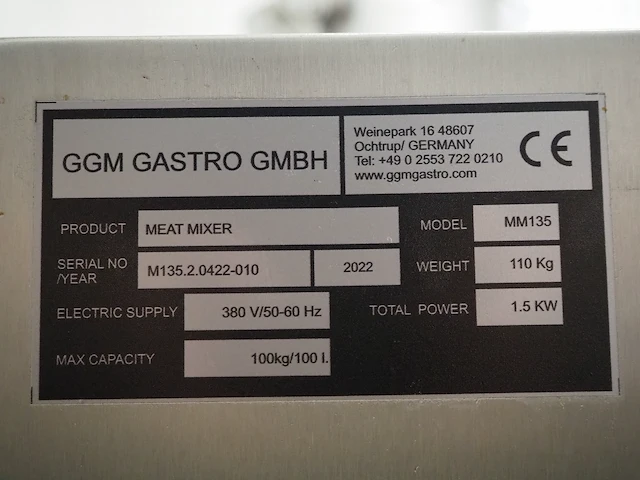 GGM GASTRO GMBH
Weinepark 16 48607
Ochtrup/ GERMANY
Tel: +49 0 2553 722 0210
www.ggmgastro.com
CE
PRODUCT MEAT MIXER MODEL MM135
SERIAL NO /YEAR M135.2.0422-010 2022 WEIGHT 110 Kg
ELECTRIC SUPPLY 380 V/50-60 Hz TOTAL POWER 1.5 KW
MAX CAPACITY 100kg/100 l.